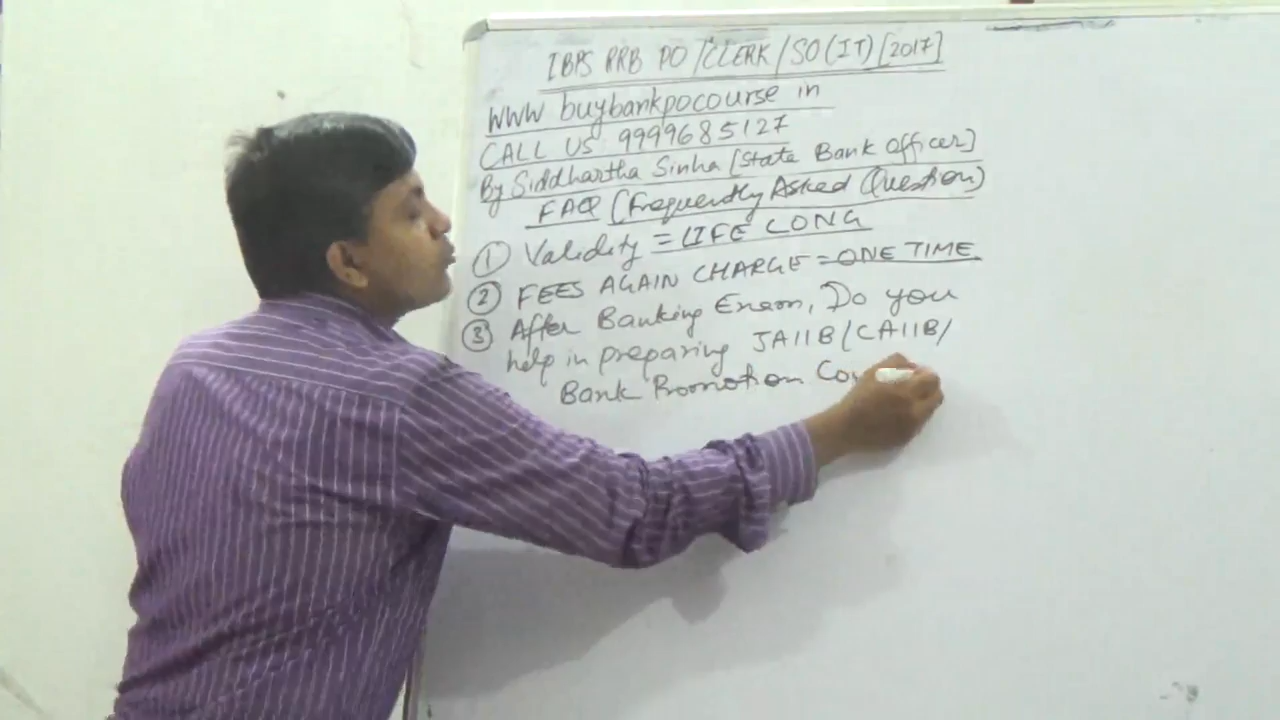 IBPS RRB PO/CLERK/SO(IT)[2017]
WWW buybankpocourse in
CALL US 9999685127
By Siddhartha Sinha [State Bank Officer]
FAQ (Frequently Asked Question)
① Validity = LIFE LONG
② FEES AGAIN CHARGE = ONE TIME
③ After Banking Exam, Do you
help in preparing JAIIB/CAIIB/
Bank Promotion Co